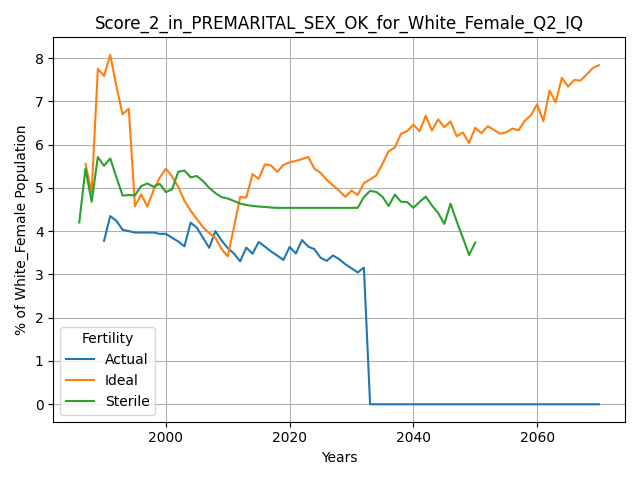 Score_2_in_PREMARITAL_SEX_OK_for_White_Female_Q2_IQ
8
7
6
5
4
3
2
1
0
% of White_Female Population
Fertility
Actual
Ideal
Sterile
2000 2020 2040 2060
Years